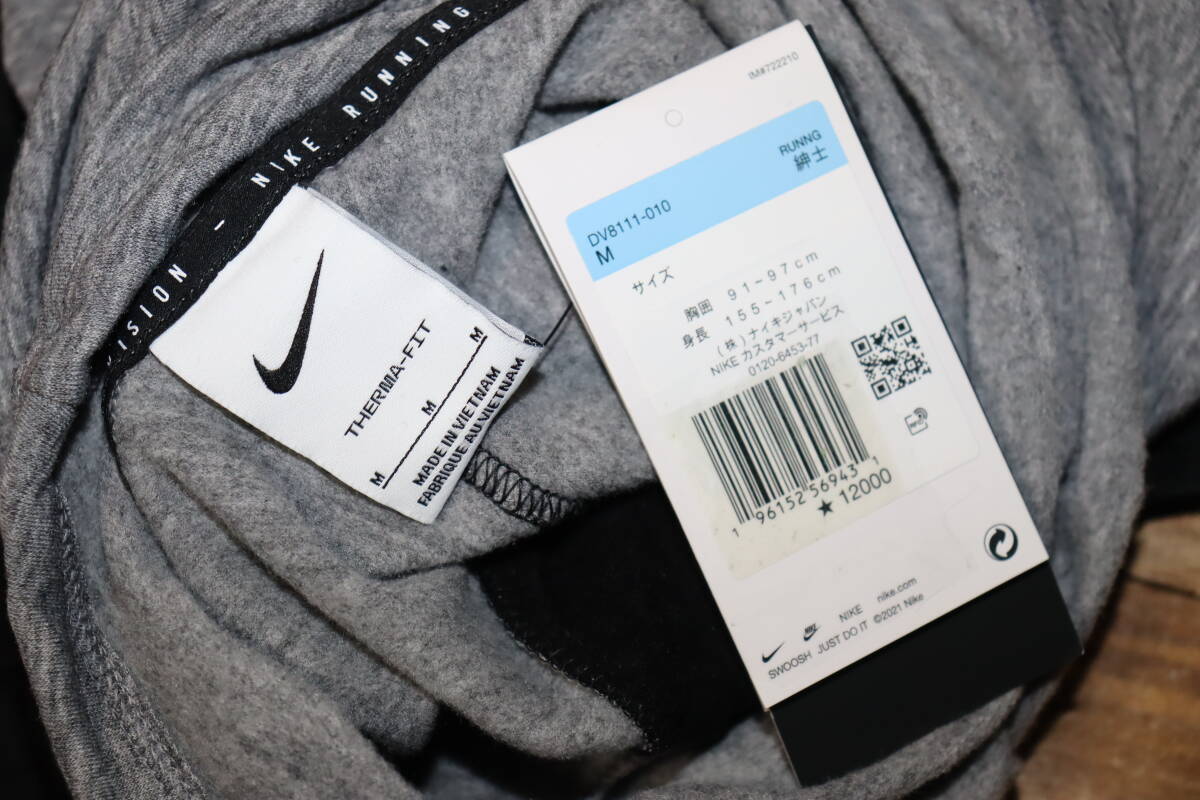 VISION - NIKE RUNNING
THERMA-FIT
M M M
MADE IN VIETNAM
FABRIQUE AU VIETNAM
IM#722210
RUNNG
紳士
DV8111-010
M
サイズ
胸囲 91~97cm
身長 155~176cm
(株)ナイキジャパン
NIKE カスタマーサービス
0120-6453-77
1 96152 56943 1
★ 12000
NIKE nike.com
SWOOSH JUST DO IT ©2021 Nike